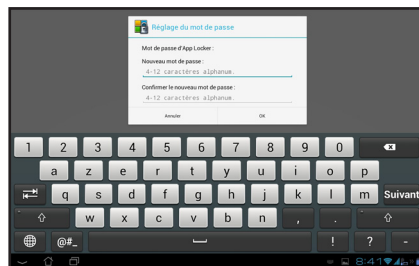 Réglage du mot de passe
Mot de passe d'App Locker :
Nouveau mot de passe :
4-12 caractères alphanum.
Confirmer le nouveau mot de passe :
4-12 caractères alphanum.
Annuler OK
1 2 3 4 5 6 7 8 9 0
a z e r t y u i o p
q s d f g h j k l m Suivant
w x c v b n , .
@#_ ! ? -
8:41